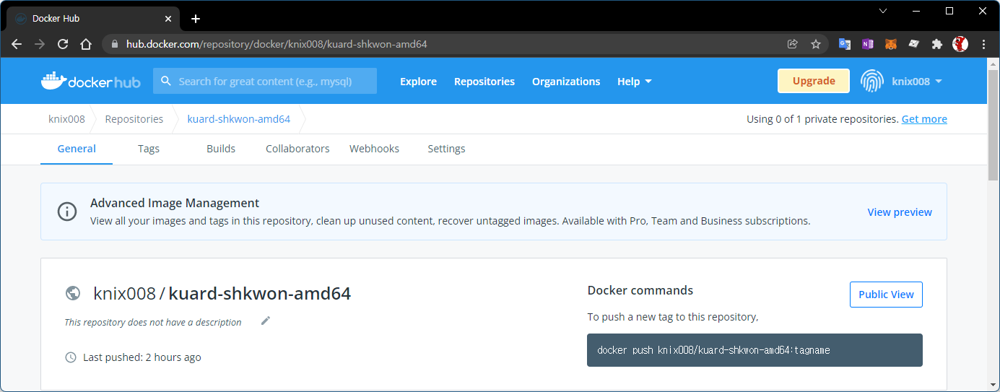 Docker Hub
hub.docker.com/repository/docker/knix008/kuard-shkwon-amd64
docker hub
Search for great content (e.g., mysql)
Explore
Repositories
Organizations
Help
Upgrade
knix008
knix008
Repositories
kuard-shkwon-amd64
Using 0 of 1 private repositories. Get more
General
Tags
Builds
Collaborators
Webhooks
Settings
Advanced Image Management
View all your images and tags in this repository, clean up unused content, recover untagged images. Available with Pro, Team and Business subscriptions.
View preview
knix008 / kuard-shkwon-amd64
This repository does not have a description
Last pushed: 2 hours ago
Docker commands
Public View
To push a new tag to this repository,
docker push knix008/kuard-shkwon-amd64:tagname